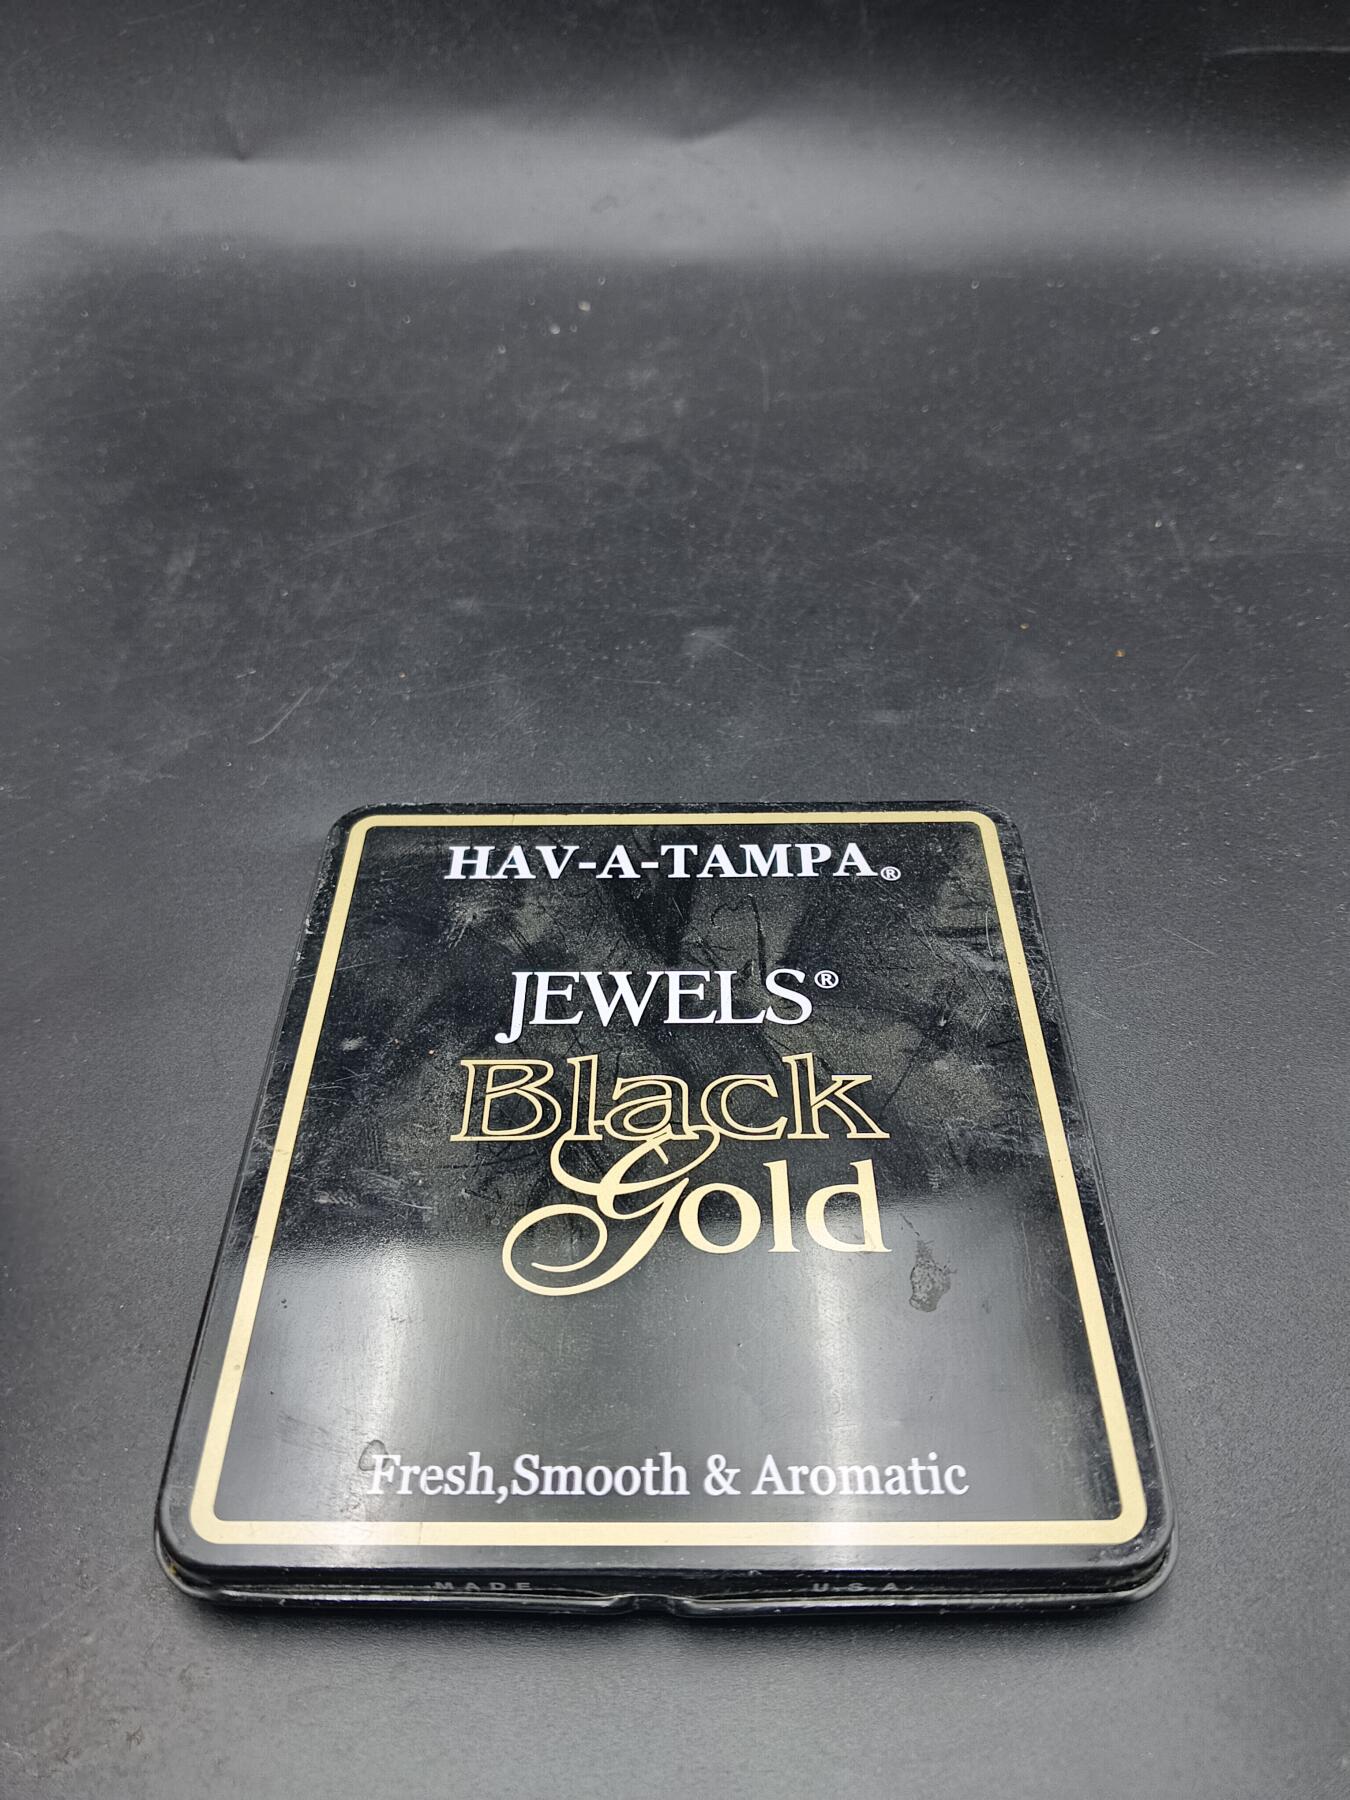 HAV-A-TAMPA®
JEWELS®
Black
Gold
Fresh,Smooth & Aromatic
MADE U.S.A.